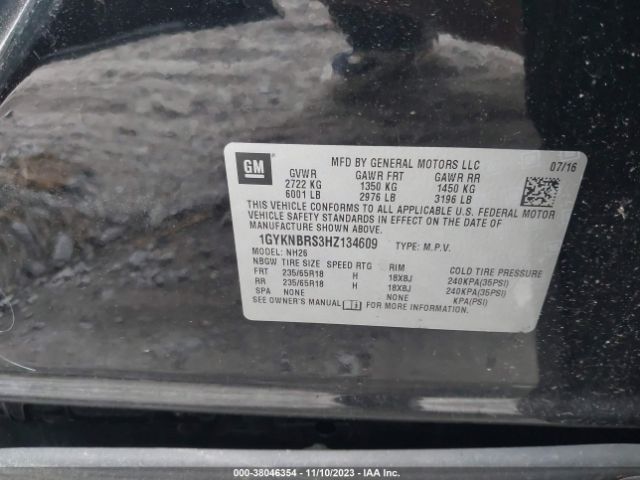 GM
MFD BY GENERAL MOTORS LLC 07/16
GVWR GAWR FRT GAWR RR
2722 KG 1350 KG 1450 KG
6001 LB 2976 LB 3196 LB
THIS VEHICLE CONFORMS TO ALL APPLICABLE U.S. FEDERAL MOTOR
VEHICLE SAFETY STANDARDS IN EFFECT ON THE DATE OF
MANUFACTURE SHOWN ABOVE.
1GYKNBRS3HZ134609 TYPE: M.P.V.
MODEL: NH26
NBGW TIRE SIZE SPEED RTG RIM COLD TIRE PRESSURE
FRT 235/65R18 H 18X8J 240KPA(35PSI)
RR 235/65R18 H 18X8J 240KPA(35PSI)
SPA NONE NONE KPA(PSI)
SEE OWNER'S MANUAL FOR MORE INFORMATION.
000-38046354 - 11/10/2023 - IAA Inc.